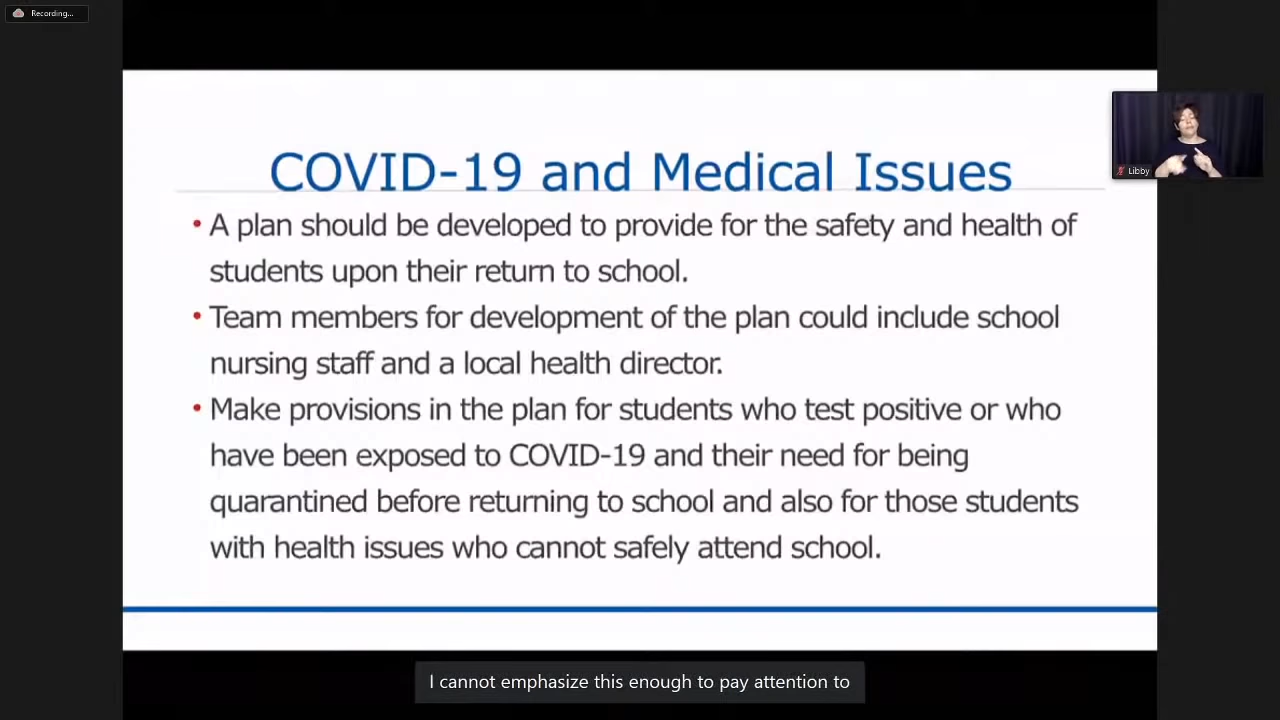 Recording...
COVID-19 and Medical Issues
• A plan should be developed to provide for the safety and health of
students upon their return to school.
• Team members for development of the plan could include school
nursing staff and a local health director.
• Make provisions in the plan for students who test positive or who
have been exposed to COVID-19 and their need for being
quarantined before returning to school and also for those students
with health issues who cannot safely attend school.
Libby
I cannot emphasize this enough to pay attention to